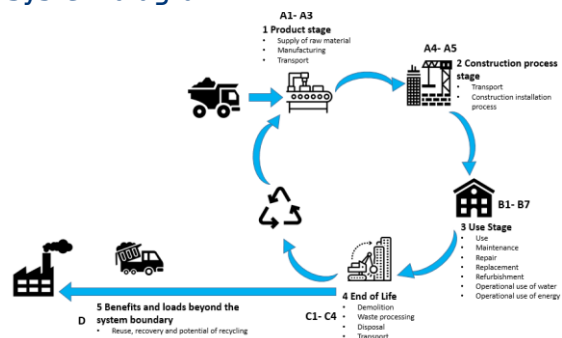 A1- A3
1 Product stage
• Supply of raw material
• Manufacturing
• Transport
A4- A5
2 Construction process
stage
• Transport
• Construction installation
process
B1- B7
3 Use Stage
• Use
• Maintenance
• Repair
• Replacement
• Refurbishment
• Operational use of water
• Operational use of energy
4 End of Life
C1- C4
• Demolition
• Waste processing
• Disposal
• Transport
5 Benefits and loads beyond the
system boundary
D
• Reuse, recovery and potential of recycling